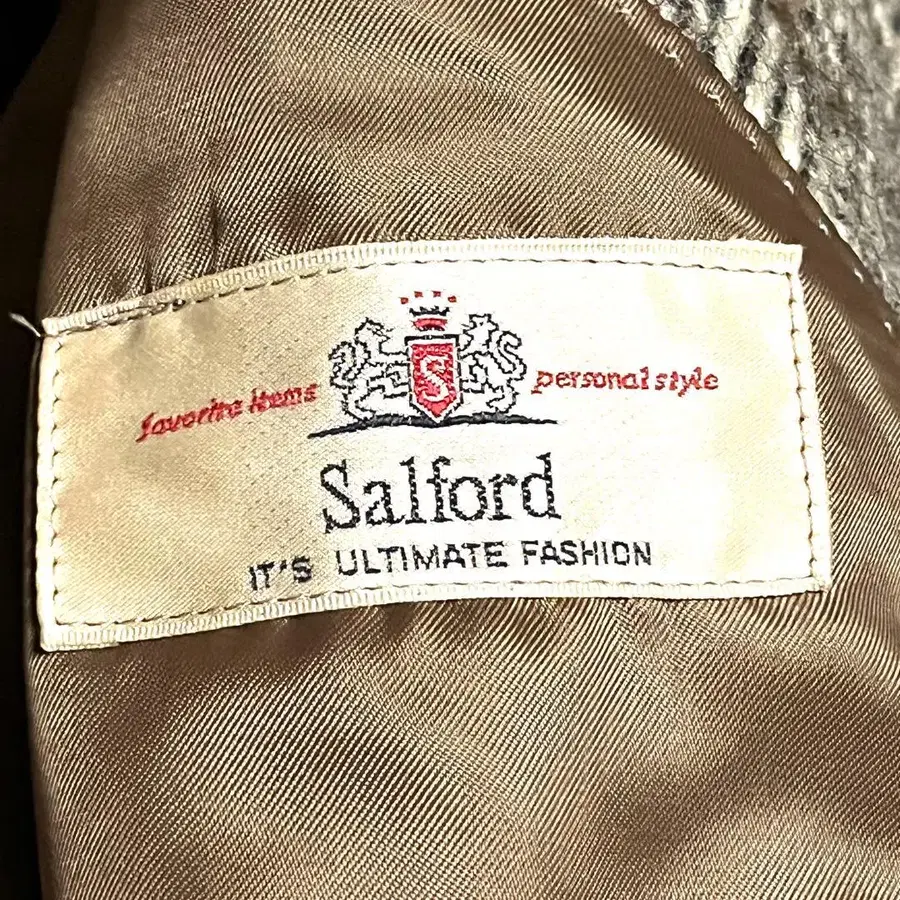 favorite items
S
personal style
Salford
IT'S ULTIMATE FASHION